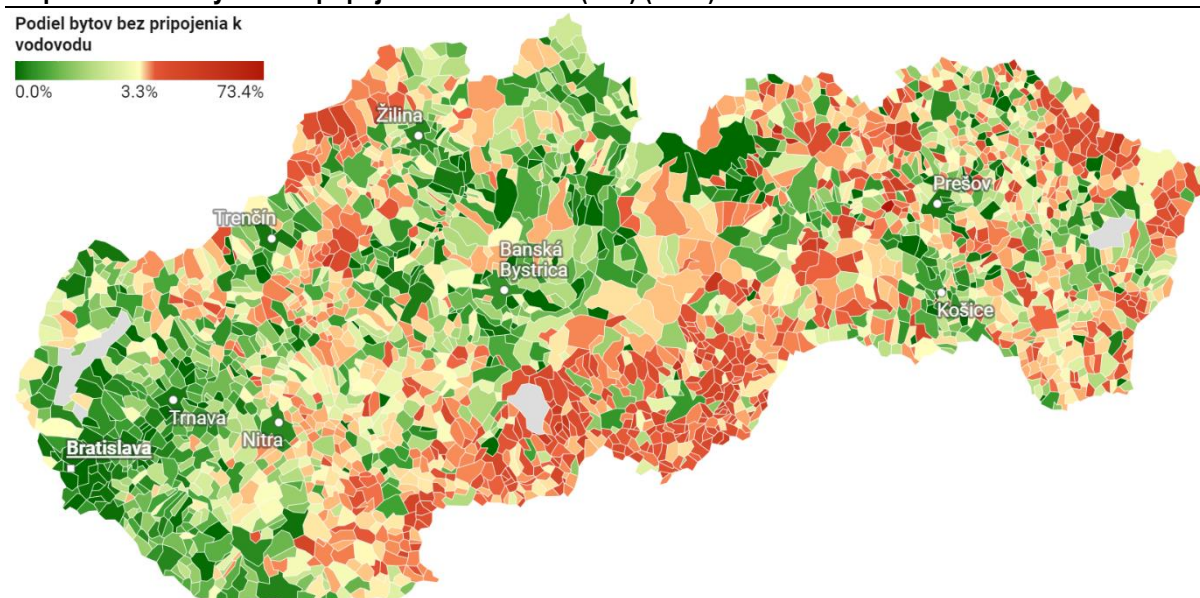 Podiel bytov bez pripojenia k
vodovodu
0.0% 3.3% 73.4%
Žilina
Prešov
Trenčín
Banská
Bystrica
Košice
Trnava
Nitra
Bratislava